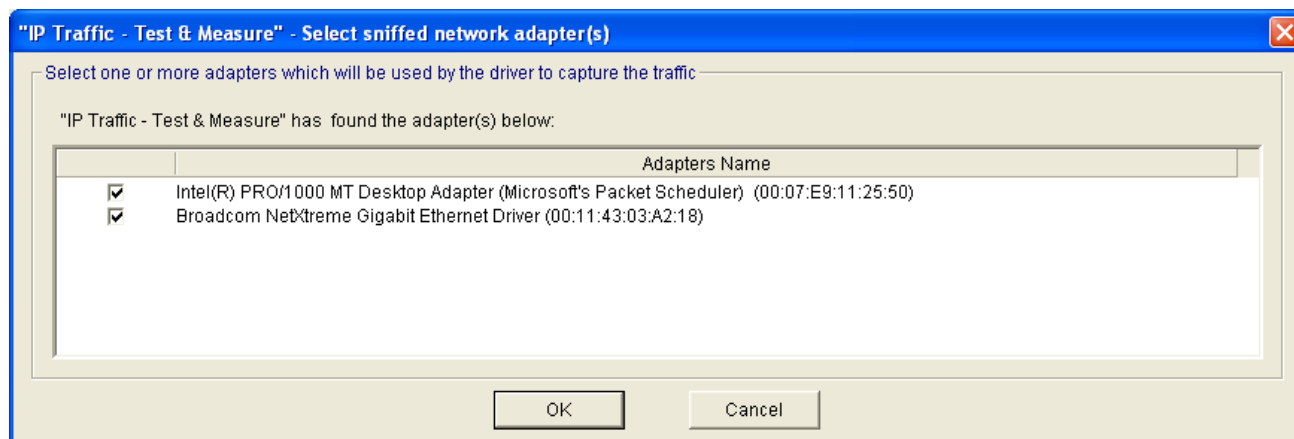 "IP Traffic - Test & Measure" - Select sniffed network adapter(s)
Select one or more adapters which will be used by the driver to capture the traffic
"IP Traffic - Test & Measure" has found the adapter(s) below:
Adapters Name
Intel(R) PRO/1000 MT Desktop Adapter (Microsoft's Packet Scheduler) (00:07:E9:11:25:50)
Broadcom NetXtreme Gigabit Ethernet Driver (00:11:43:03:A2:18)
OK Cancel